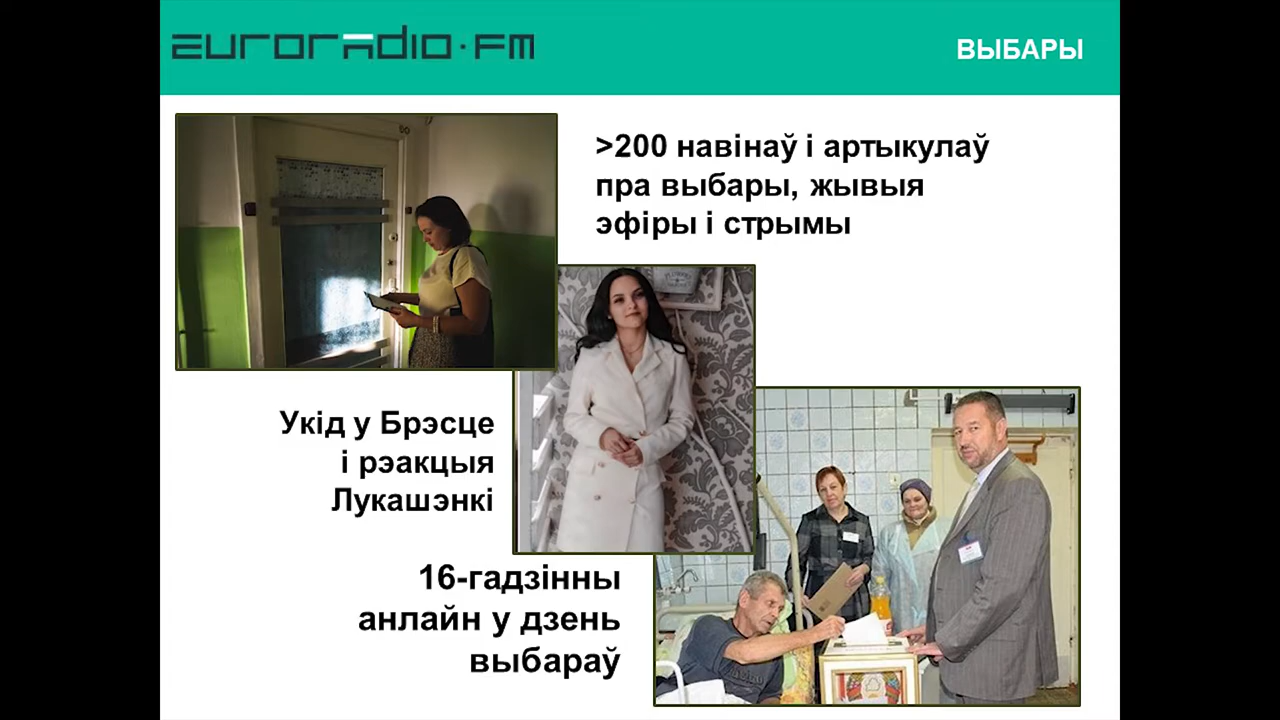 EURORADIO·FM
ВЫБАРЫ
>200 навінаў і артыкулаў
пра выбары, жывыя
эфіры і стрымы
Укід у Брэсце
і рэакцыя
Лукашэнкі
16-гадзінны
анлайн у дзень
выбараў